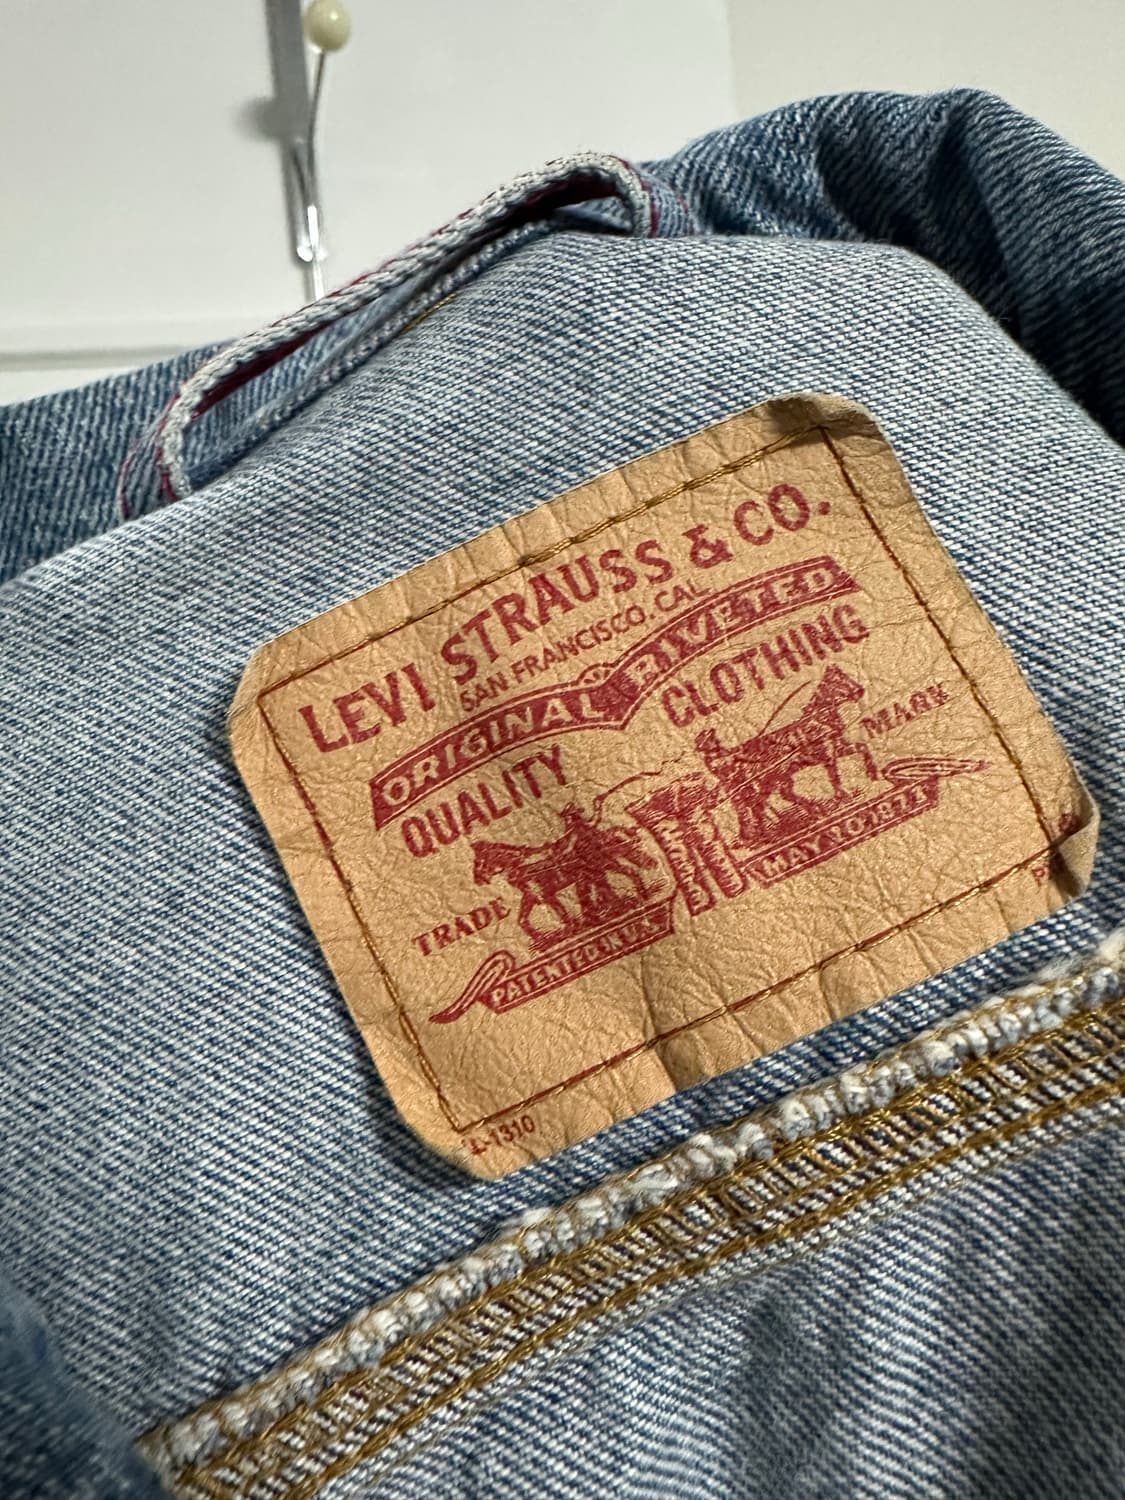 LEVI STRAUSS & CO.
SAN FRANCISCO. CAL
ORIGINAL RIVETED
QUALITY CLOTHING
TRADE MARK
PATENTED IN U.S. MAY 20 1873
L-1310